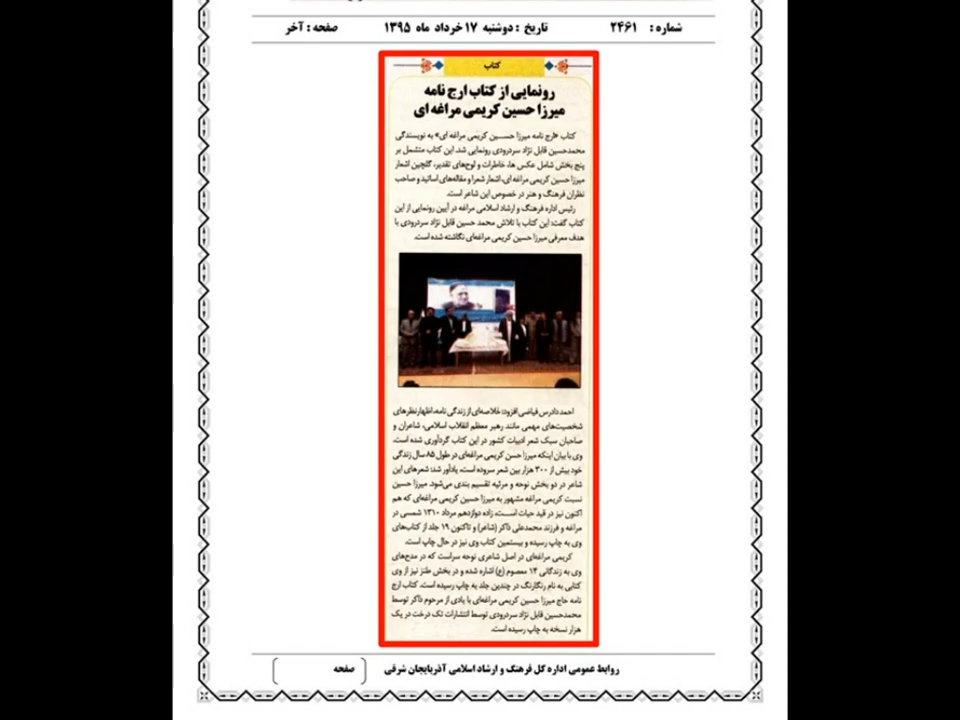 شماره : ۲۴۶۱ تاریخ : دوشنبه ۱۷ خرداد ماه ۱۳۹۵ صفحه : آخر
کتاب
رونمایی از کتاب ارج نامه
میرزا حسین کریمی مراغه ای
کتاب «ارج نامه میرزا حسین کریمی مراغه ای» به نویسندگی
محمدحسین قابل نژاد سردرودی رونمایی شد. این کتاب مشتمل بر
پنج بخش شامل عکس ها، خاطرات و لوح‌های تقدیر، گلچین اشعار
میرزا حسین کریمی مراغه ای، اشعار شعرا و مقاله‌های اساتید و صاحب
نظران فرهنگ و هنر در خصوص این شاعر است.
رئیس اداره فرهنگ و ارشاد اسلامی مراغه در آیین رونمایی از این
کتاب گفت: این کتاب با تلاش محمد حسین قابل نژاد سردرودی با
هدف معرفی میرزا حسین کریمی مراغه‌ای نگاشته شده است.
احمد دادرس فیاضی افزود: خلاصه‌ای از زندگی نامه، اظهارنظرهای
شخصیت‌های مهمی مانند رهبر معظم انقلاب اسلامی، شاعران و
صاحبان سبک شعر ادبیات کشور در این کتاب گردآوری شده است.
وی با بیان اینکه میرزا حسن کریمی مراغه‌ای در طول ۸۵ سال زندگی
خود بیش از ۳۰۰ هزار بین شعر سروده است، یادآور شد: شعرهای این
شاعر در دو بخش نوحه و مرثیه تقسیم بندی می‌شود. میرزا حسین
نسبت کریمی مراغه مشهور به میرزا حسین کریمی مراغه‌ای که هم
اکنون نیز در قید حیات است، زاده دوازدهم مرداد ۱۳۱۰ شمسی در
مراغه و فرزند محمدعلی ذاکر (شاعر) و تاکنون ۱۹ جلد از کتاب‌های
وی به چاپ رسیده و بیستمین کتاب وی نیز در حال چاپ است.
کریمی مراغه‌ای در اصل شاعری نوحه سراست که در مدح‌های
وی به زندگانی ۱۴ معصوم (ع) اشاره شده و در بخش طنز نیز از وی
کتابی به نام رنگارنگ در چندین جلد به چاپ رسیده است. کتاب ارج
نامه حاج میرزا حسین کریمی مراغه‌ای با یادی از مرحوم ذاکر توسط
محمدحسین قابل نژاد سردرودی توسط انتشارات تک درخت در یک
هزار نسخه به چاپ رسیده است.
روابط عمومی اداره کل فرهنگ و ارشاد اسلامی آذربایجان شرقی صفحه